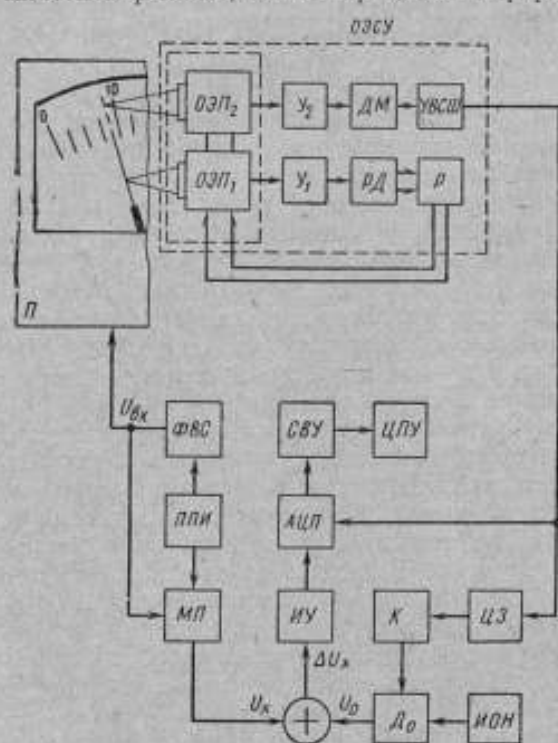 ОЭСУ
0
10
ОЭП₂
У₂
ДМ
УВСШ
ОЭП₁
У₁
РД
Р
П
Uвх
ФВС
СВУ
ЦПУ
ППИ
АЦП
МП
ИУ
К
ЦЗ
ΔUх
Uх
U₀
+
Д₀
ИОН